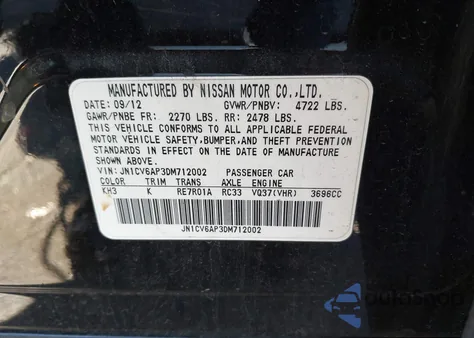 MANUFACTURED BY NISSAN MOTOR CO.,LTD.
DATE: 09/12 GVWR/PNBV: 4722 LBS.
GAWR/PNBE FR: 2270 LBS. RR: 2478 LBS.
THIS VEHICLE CONFORMS TO ALL APPLICABLE FEDERAL
MOTOR VEHICLE SAFETY,BUMPER,AND THEFT PREVENTION
STANDARDS IN EFFECT ON THE DATE OF MANUFACTURE
SHOWN ABOVE.
VIN: JN1CV6AP3DM712002 PASSENGER CAR
COLOR TRIM TRANS AXLE ENGINE
KH3 K RE7R01A RC33 VQ37(VHR) 3696CC
JN1CV6AP3DM712002
autoSnap